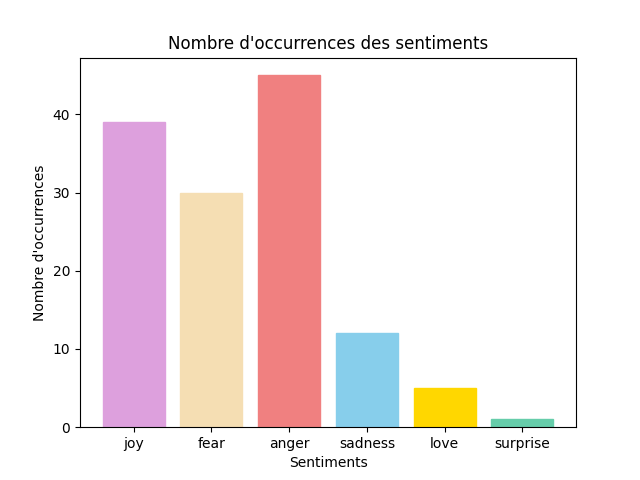 Nombre d'occurrences des sentiments
Nombre d'occurrences
40
30
20
10
0
joy fear anger sadness love surprise
Sentiments